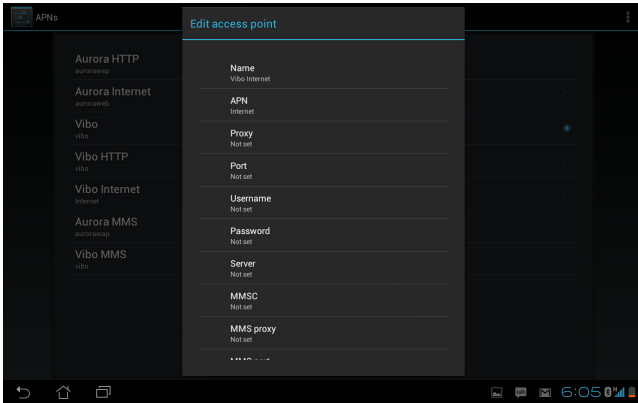 APNs
Edit access point
Aurora HTTP
aurorawap
Aurora Internet
auroraweb
Vibo
vibo
Vibo HTTP
vibo
Vibo Internet
Internet
Aurora MMS
aurorawap
Vibo MMS
vibo
Name
Vibo Internet
APN
Internet
Proxy
Not set
Port
Not set
Username
Not set
Password
Not set
Server
Not set
MMSC
Not set
MMS proxy
Not set
6:05
H